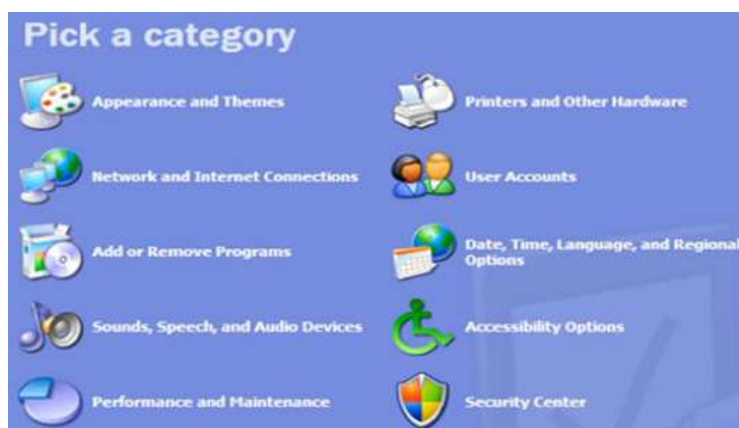 Pick a category
Appearance and Themes
Printers and Other Hardware
Network and Internet Connections
User Accounts
Add or Remove Programs
Date, Time, Language, and Regional
Options
Sounds, Speech, and Audio Devices
Accessibility Options
Performance and Maintenance
Security Center